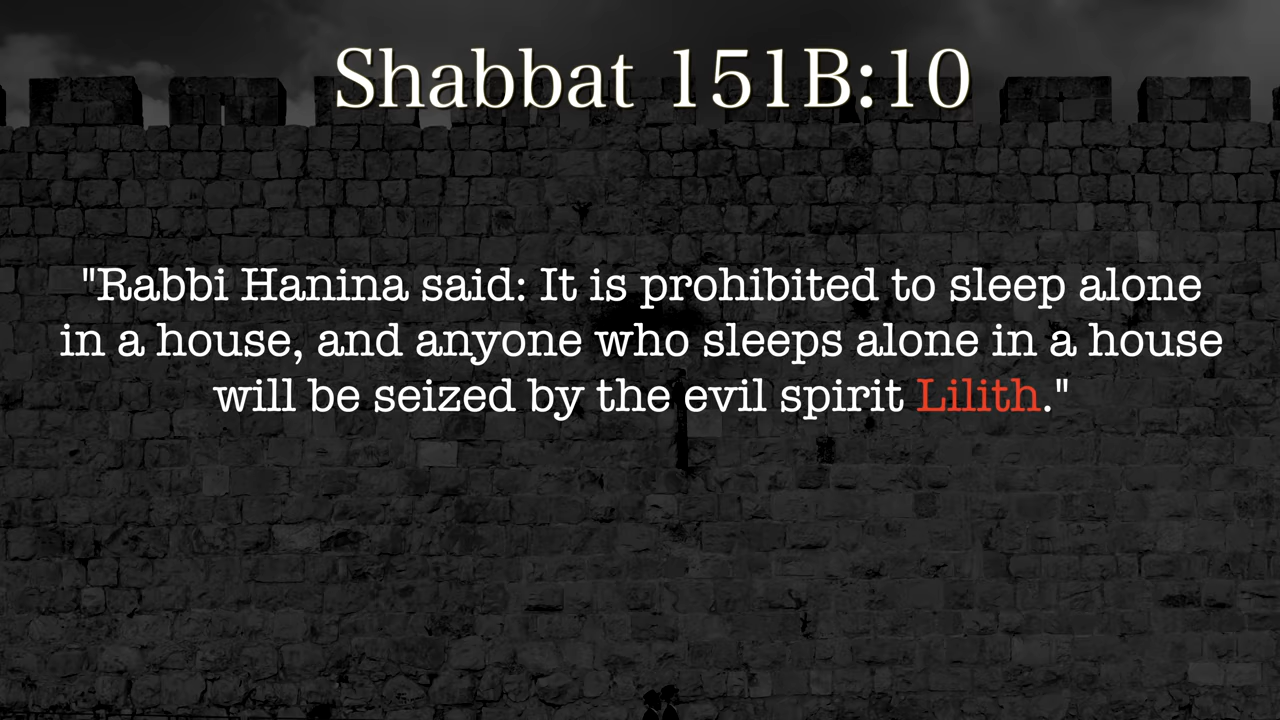 Shabbat 151B:10
"Rabbi Hanina said: It is prohibited to sleep alone
in a house, and anyone who sleeps alone in a house
will be seized by the evil spirit Lilith."